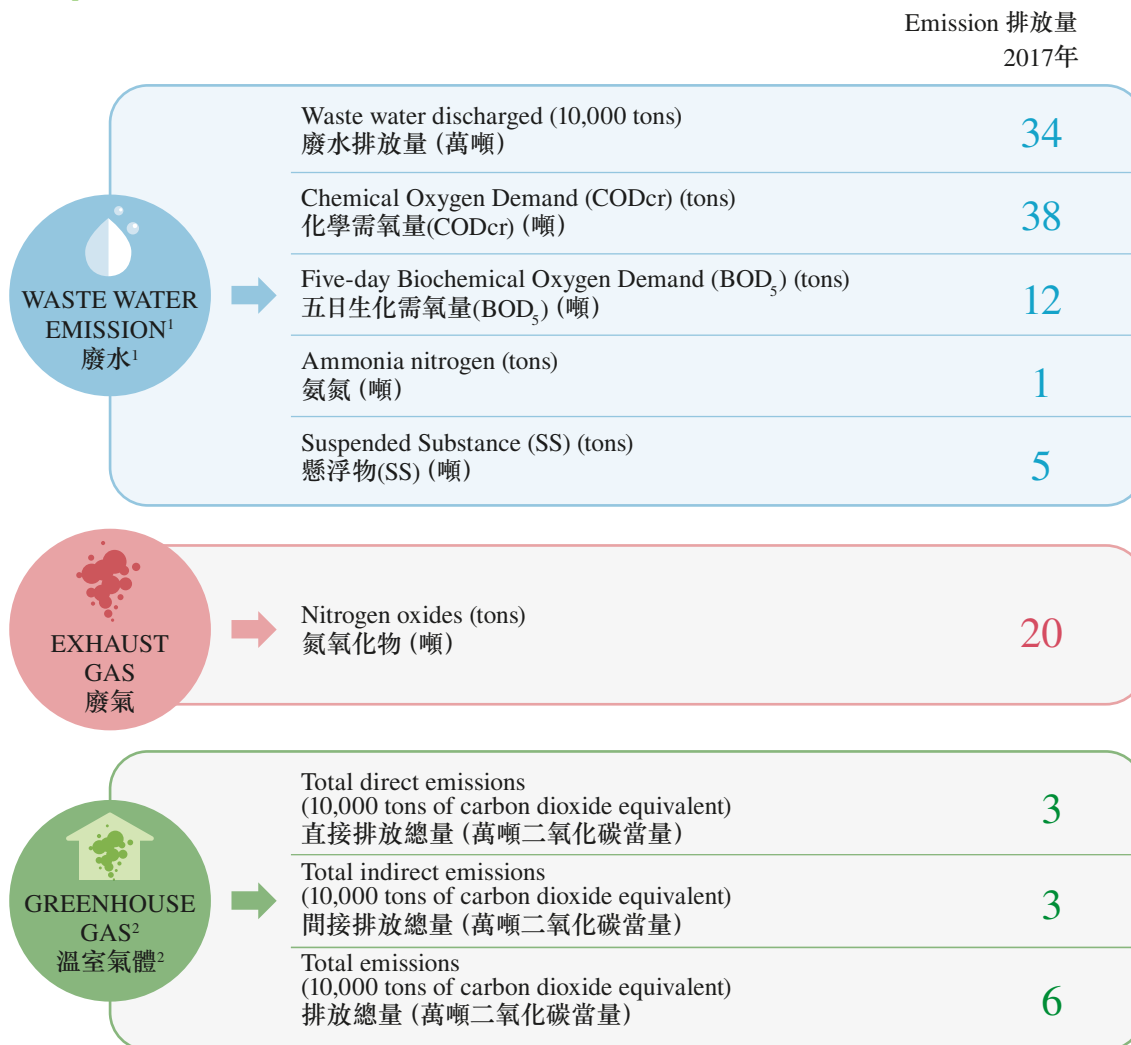 Emission 排放量
2017年
WASTE WATER
EMISSION¹
廢水¹
Waste water discharged (10,000 tons)
廢水排放量（萬噸）
34
Chemical Oxygen Demand (CODcr) (tons)
化學需氧量(CODcr)（噸）
38
Five-day Biochemical Oxygen Demand (BOD₅) (tons)
五日生化需氧量(BOD₅)（噸）
12
Ammonia nitrogen (tons)
氨氮（噸）
1
Suspended Substance (SS) (tons)
懸浮物(SS)（噸）
5
EXHAUST
GAS
廢氣
Nitrogen oxides (tons)
氮氧化物（噸）
20
GREENHOUSE
GAS²
溫室氣體²
Total direct emissions
(10,000 tons of carbon dioxide equivalent)
直接排放總量（萬噸二氧化碳當量）
3
Total indirect emissions
(10,000 tons of carbon dioxide equivalent)
間接排放總量（萬噸二氧化碳當量）
3
Total emissions
(10,000 tons of carbon dioxide equivalent)
排放總量（萬噸二氧化碳當量）
6